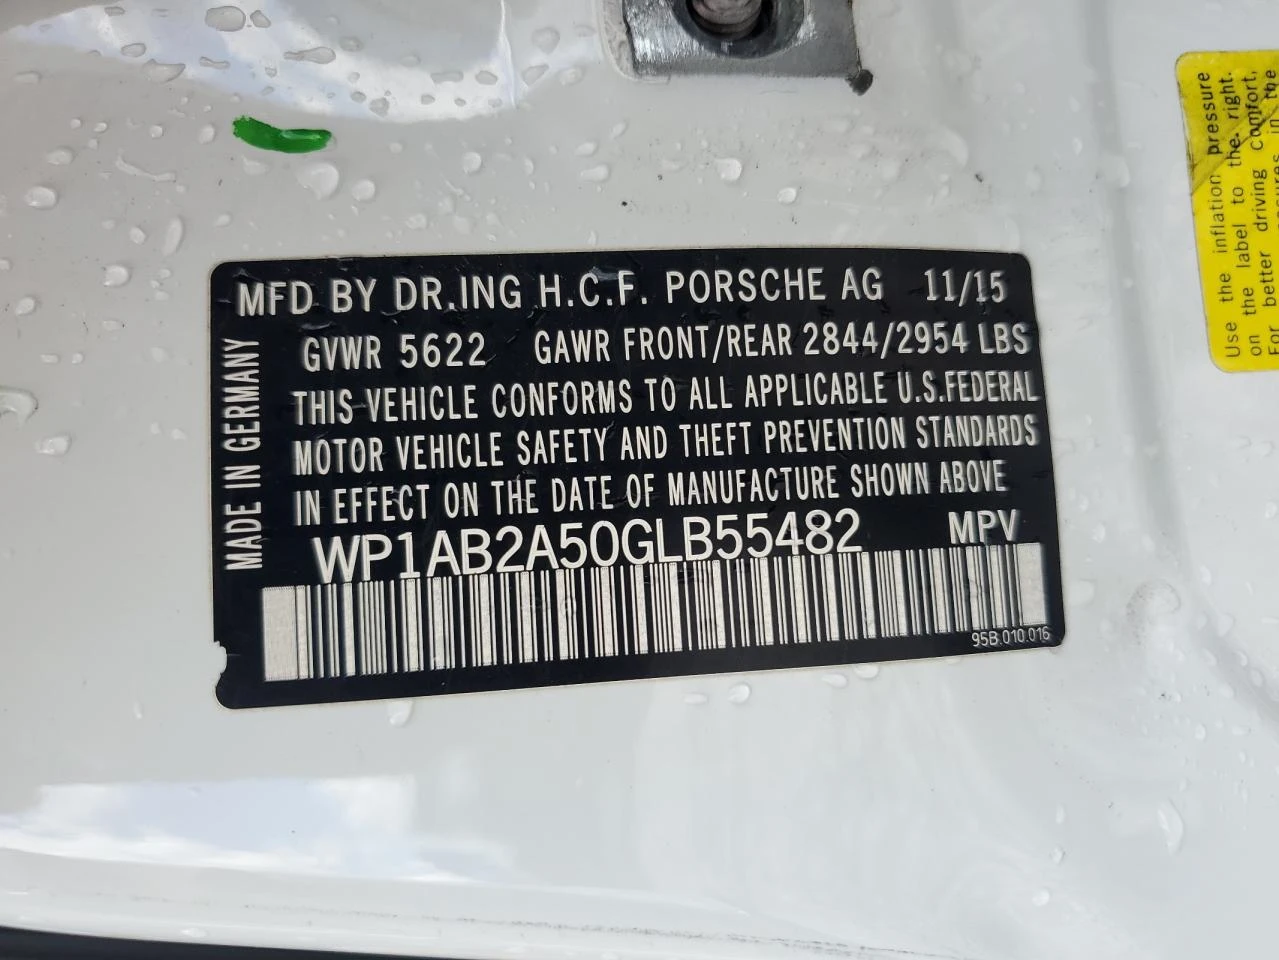 MFD BY DR.ING H.C.F. PORSCHE AG 11/15
GVWR 5622 GAWR FRONT/REAR 2844/2954 LBS
THIS VEHICLE CONFORMS TO ALL APPLICABLE U.S.FEDERAL
MOTOR VEHICLE SAFETY AND THEFT PREVENTION STANDARDS
IN EFFECT ON THE DATE OF MANUFACTURE SHOWN ABOVE
WP1AB2A50GLB55482 MPV
95B.010.016
MADE IN GERMANY
Use the inflation pressure
on the label to the right.
For better driving comfort,
in the